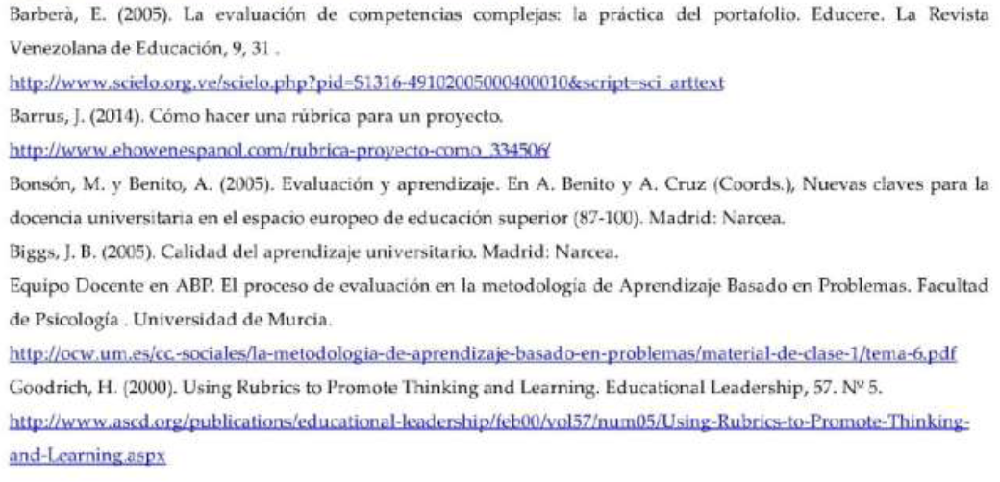 Barberà, E. (2005). La evaluación de competencias complejas: la práctica del portafolio. Educere. La Revista
Venezolana de Educación, 9, 31 .
http://www.scielo.org.ve/scielo.php?pid=S1316-49102005000400010&script=sci_arttext
Barrus, J. (2014). Cómo hacer una rúbrica para un proyecto.
http://www.ehowenespanol.com/rubrica-proyecto-como_334506/
Bonsón, M. y Benito, A. (2005). Evaluación y aprendizaje. En A. Benito y A. Cruz (Coords.), Nuevas claves para la
docencia universitaria en el espacio europeo de educación superior (87-100). Madrid: Narcea.
Biggs, J. B. (2005). Calidad del aprendizaje universitario. Madrid: Narcea.
Equipo Docente en ABP. El proceso de evaluación en la metodología de Aprendizaje Basado en Problemas. Facultad
de Psicología . Universidad de Murcia.
http://ocw.um.es/cc.-sociales/la-metodologia-de-aprendizaje-basado-en-problemas/material-de-clase-1/tema-6.pdf
Goodrich, H. (2000). Using Rubrics to Promote Thinking and Learning. Educational Leadership, 57. Nº 5.
http://www.ascd.org/publications/educational-leadership/feb00/vol57/num05/Using-Rubrics-to-Promote-Thinking-
and-Learning.aspx